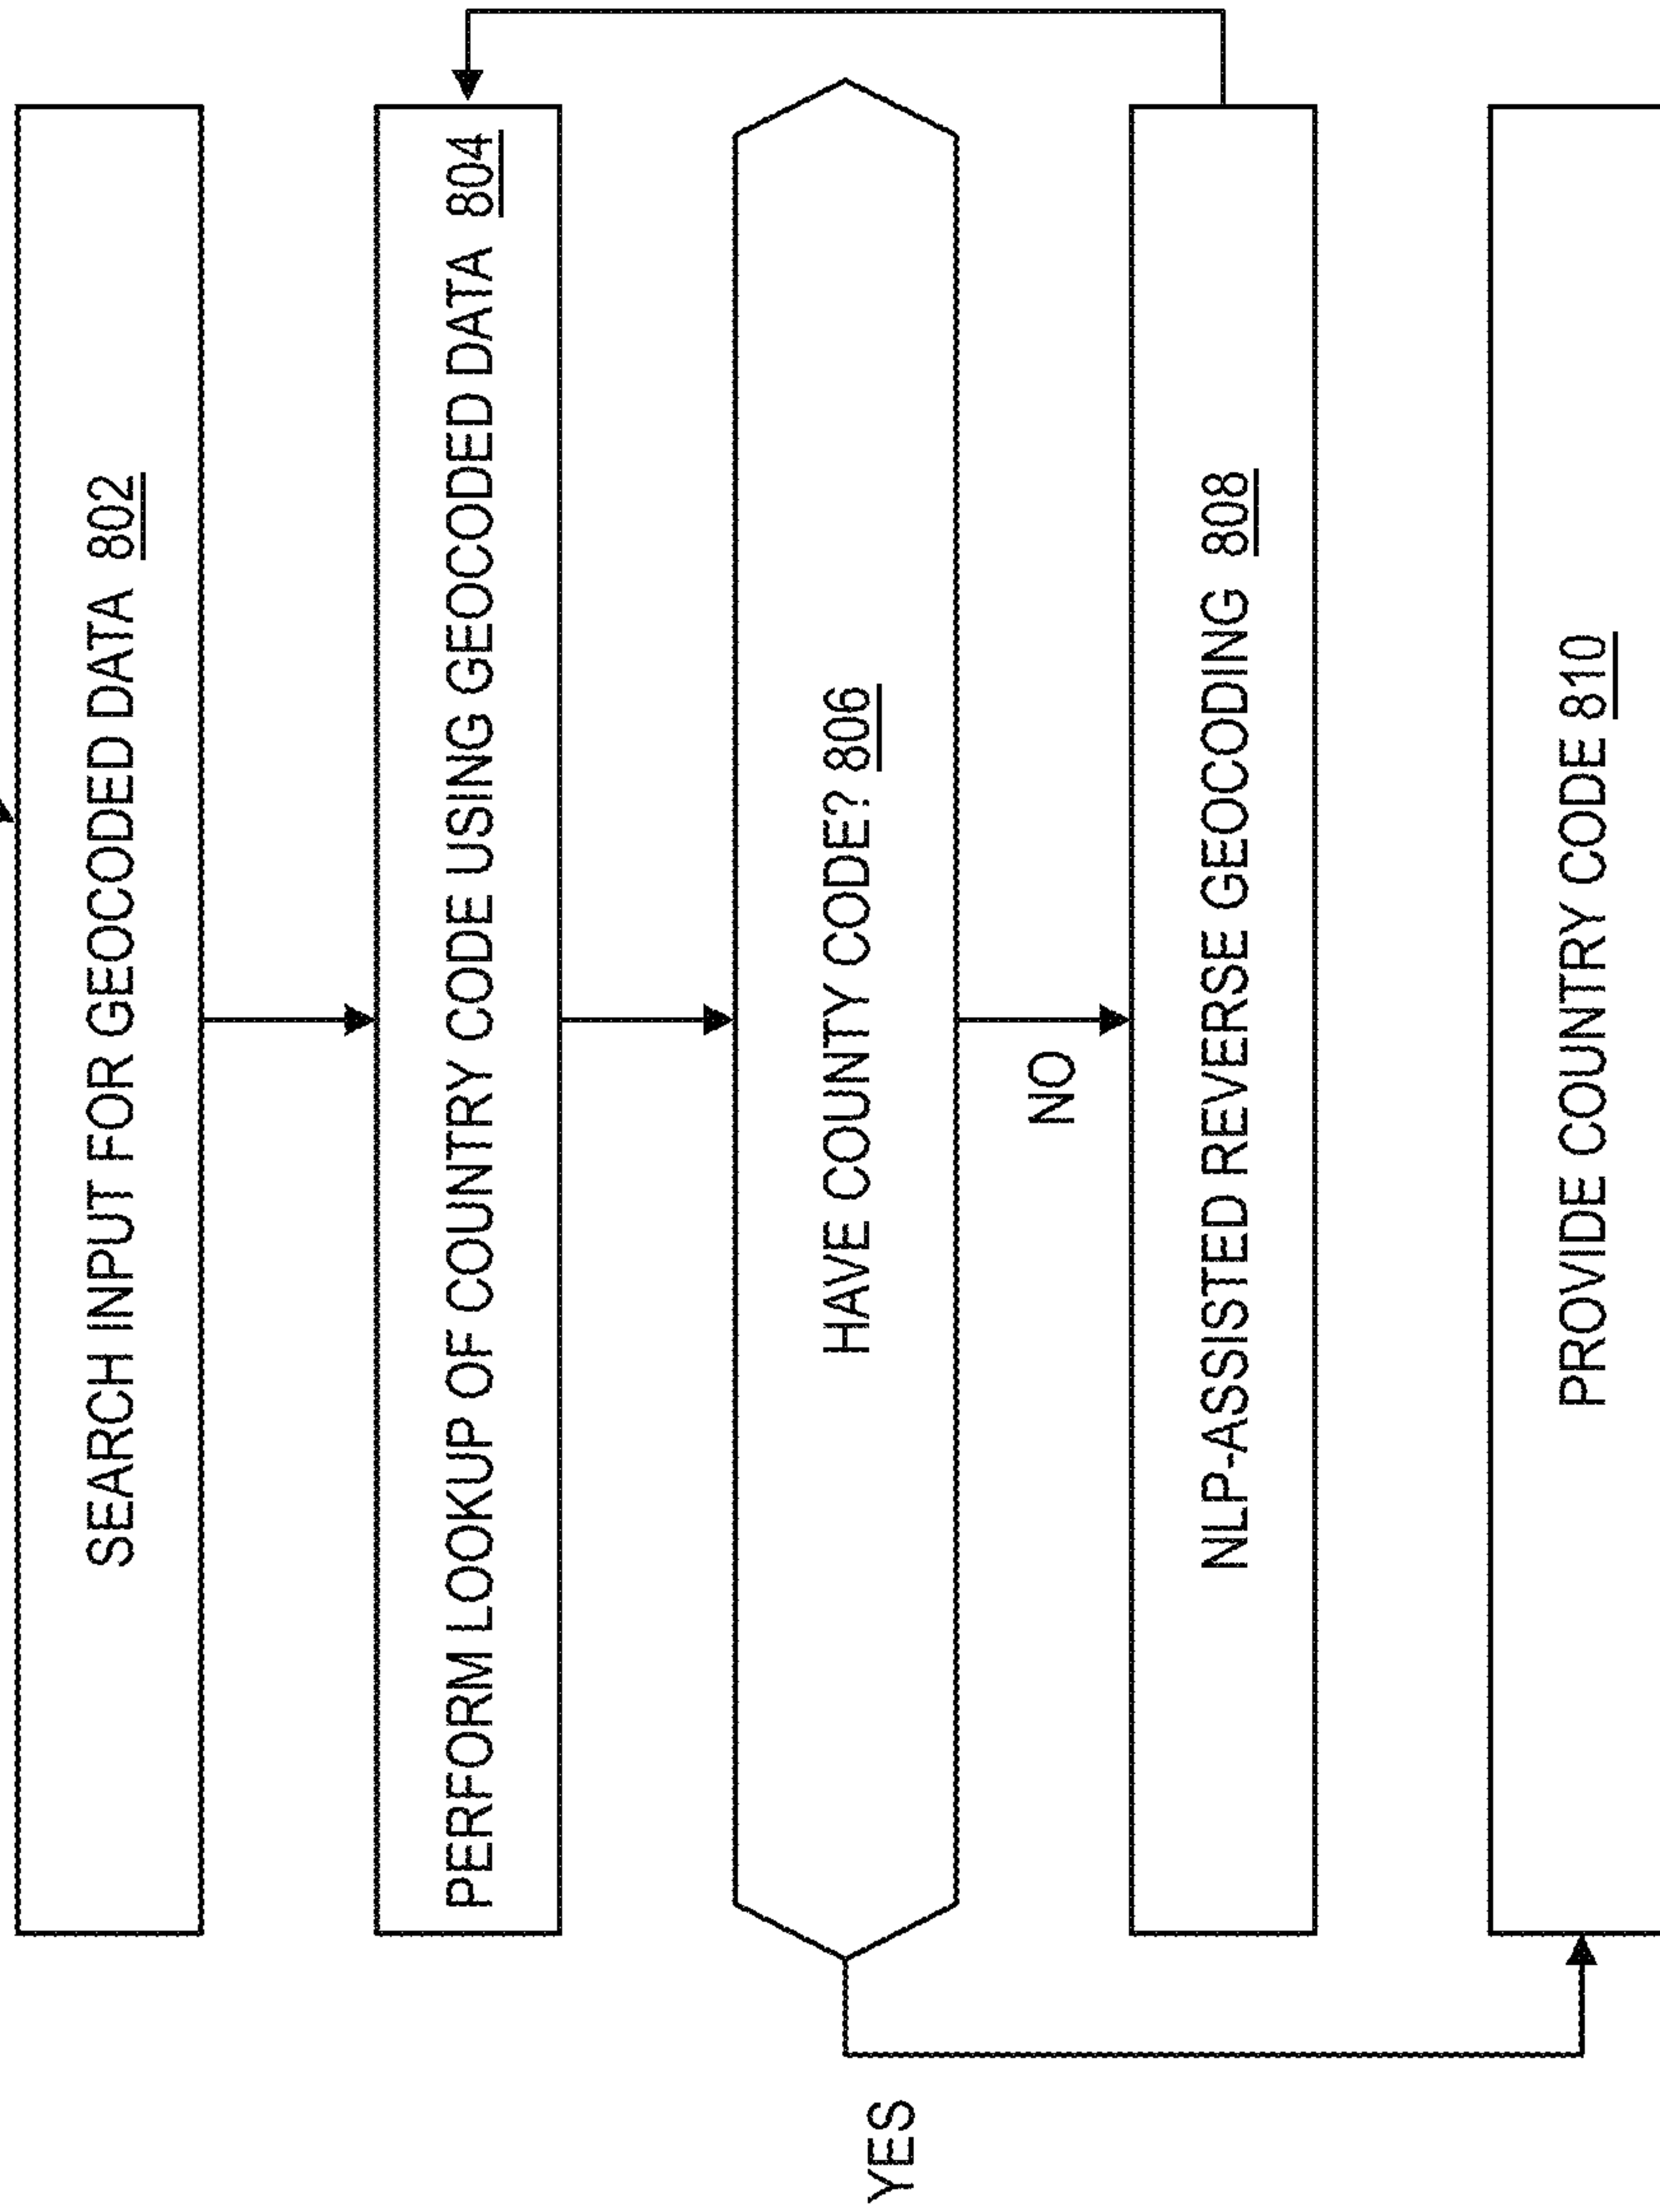 SEARCH INPUT FOR GEOCODED DATA 802
PERFORM LOOKUP OF COUNTRY CODE USING GEOCODED DATA 804
HAVE COUNTY CODE? 806
NO
YES
NLP-ASSISTED REVERSE GEOCODING 808
PROVIDE COUNTRY CODE 810